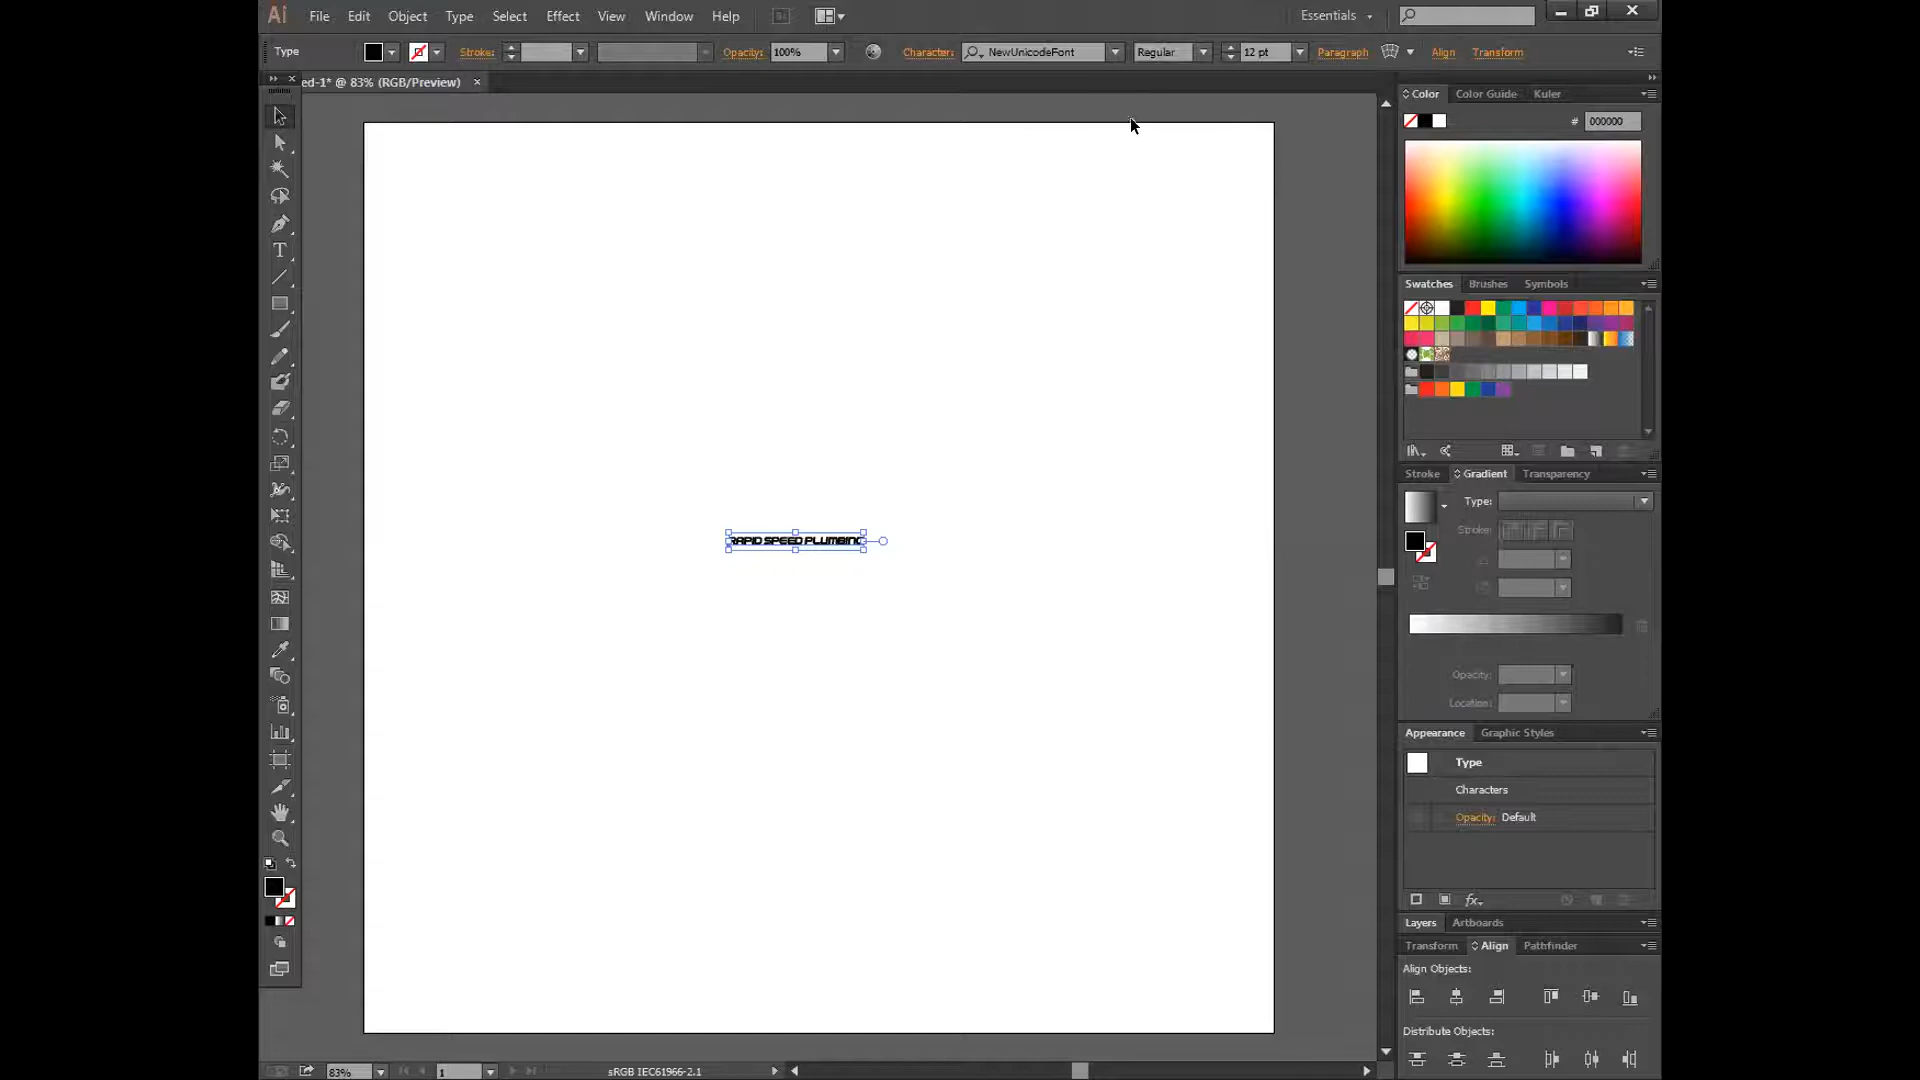 Ai File Edit Object Type Select Effect View Window Help Br Essentials
Type Stroke: Opacity: 100% Character: NewUnicodeFont Regular 12 pt Paragraph Align Transform
ed-1* @ 83% (RGB/Preview) ×
Color Color Guide Kuler
# 000000
Swatches Brushes Symbols
Stroke Gradient Transparency
Type:
Stroke:
RAPID SPEED PLUMBING
Opacity:
Location:
Appearance Graphic Styles
Type
Characters
Opacity: Default
fx
Layers Artboards
Transform Align Pathfinder
Align Objects:
Distribute Objects:
83% 1 sRGB IEC61966-2.1